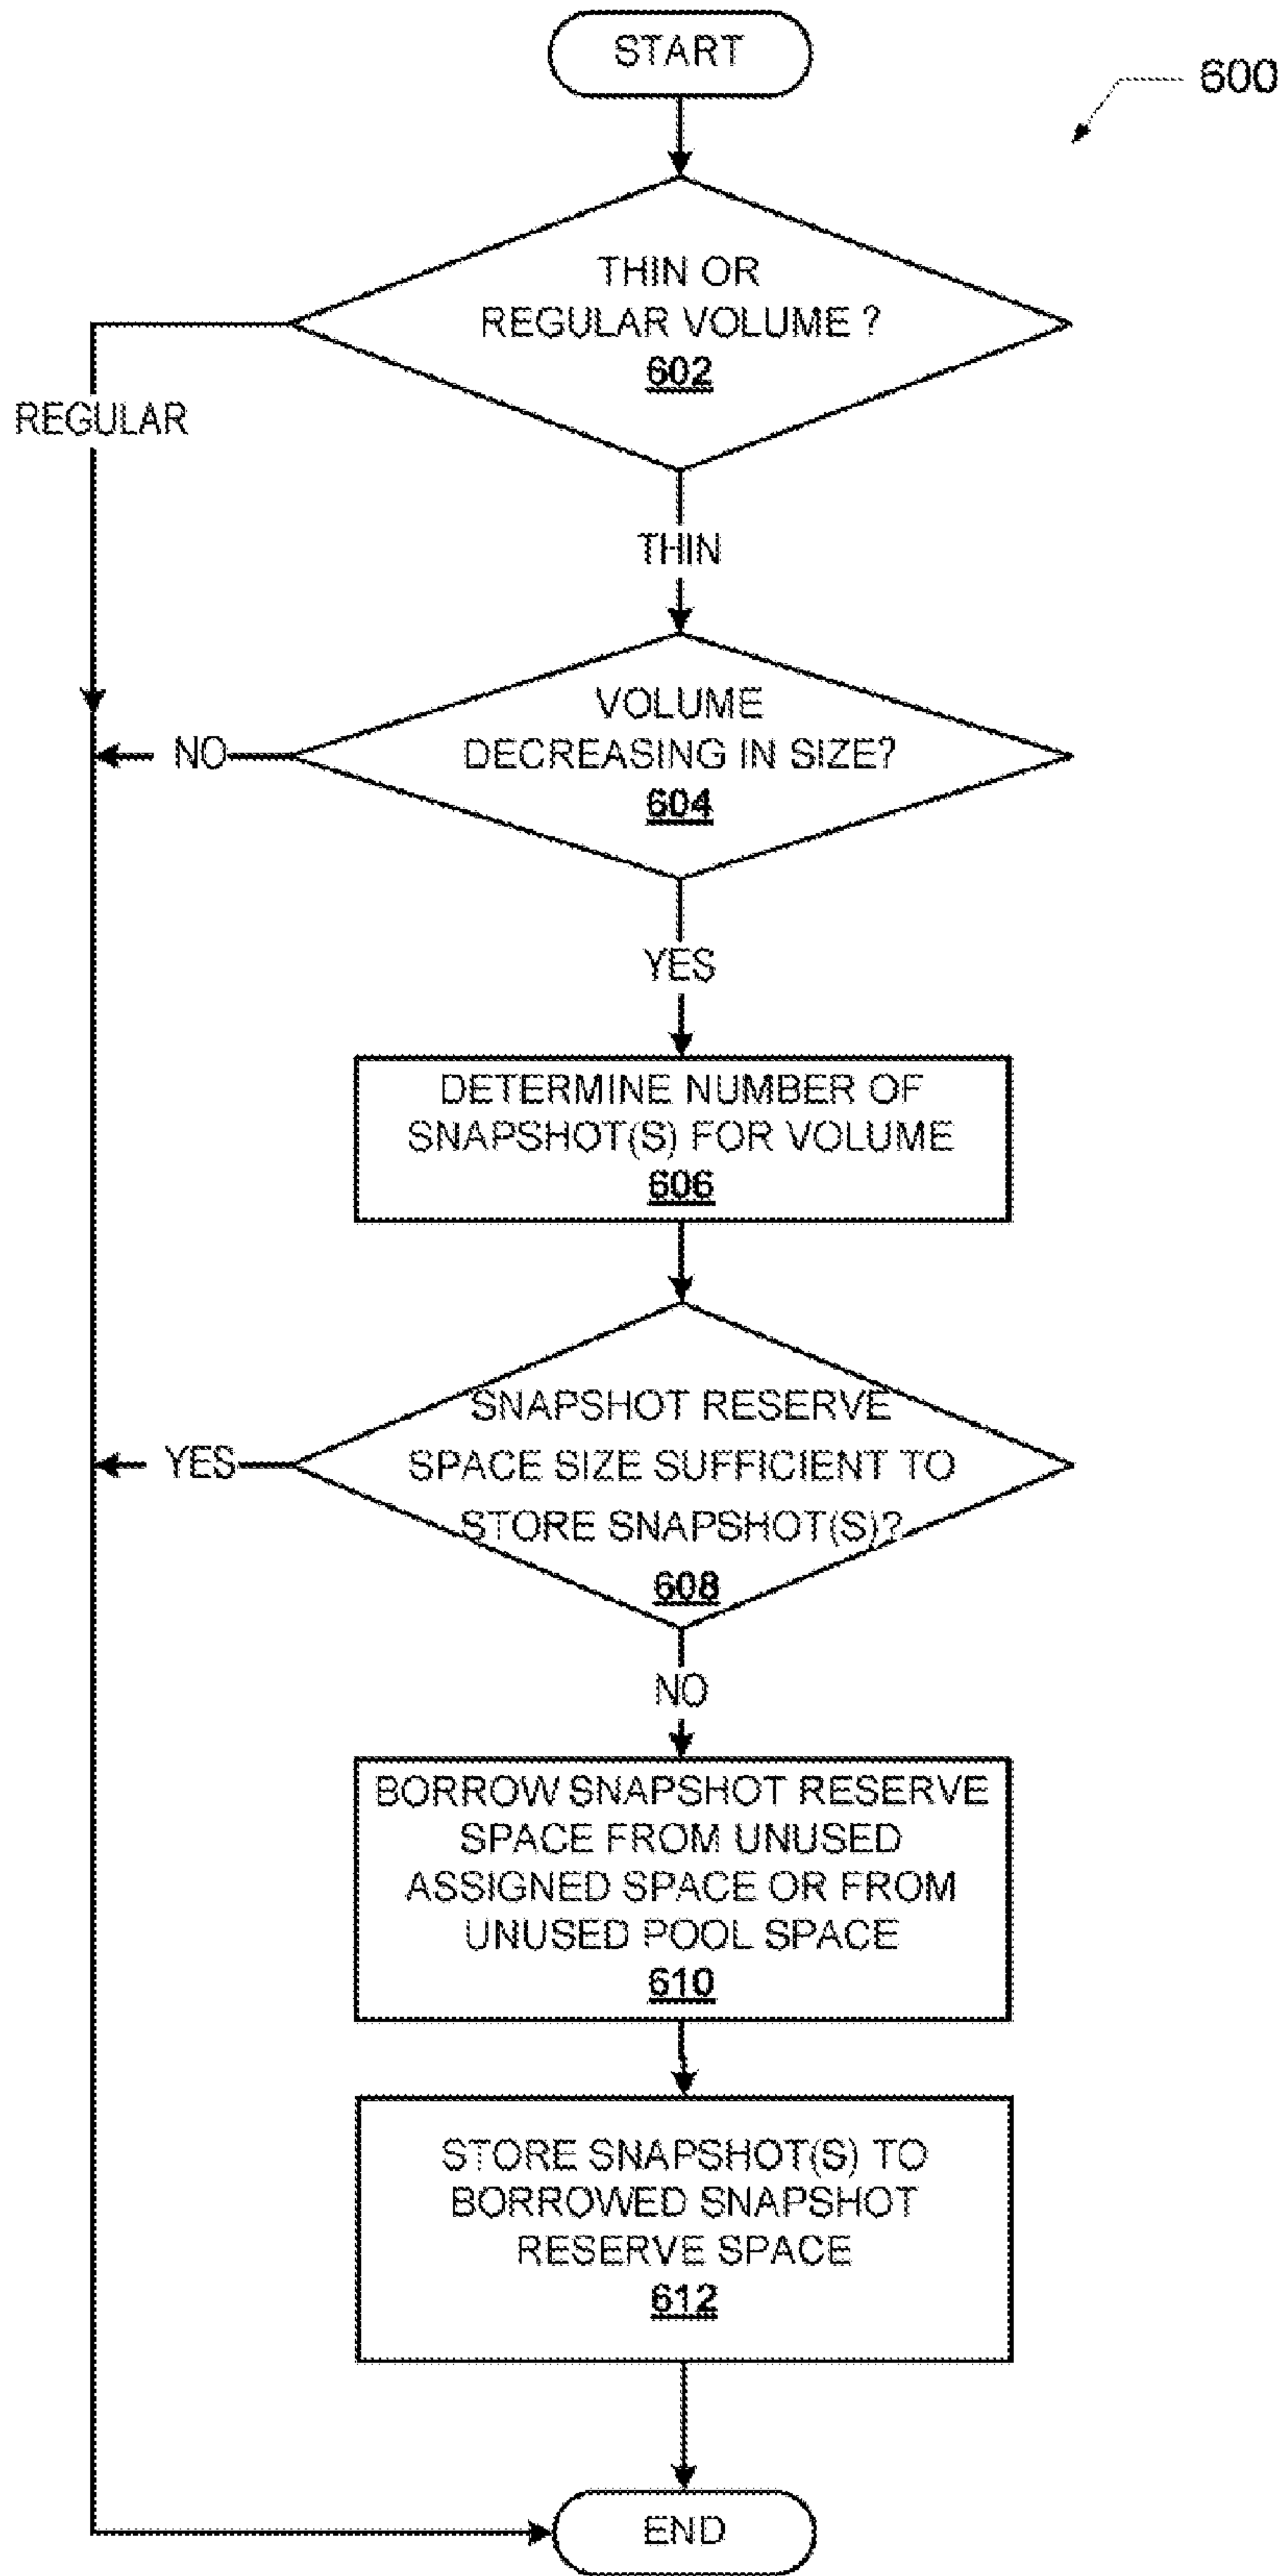 START
600
THIN OR
REGULAR VOLUME ?
602
REGULAR
THIN
VOLUME
DECREASING IN SIZE?
604
NO
YES
DETERMINE NUMBER OF
SNAPSHOT(S) FOR VOLUME
606
SNAPSHOT RESERVE
SPACE SIZE SUFFICIENT TO
STORE SNAPSHOT(S)?
608
YES
NO
BORROW SNAPSHOT RESERVE
SPACE FROM UNUSED
ASSIGNED SPACE OR FROM
UNUSED POOL SPACE
610
STORE SNAPSHOT(S) TO
BORROWED SNAPSHOT
RESERVE SPACE
612
END